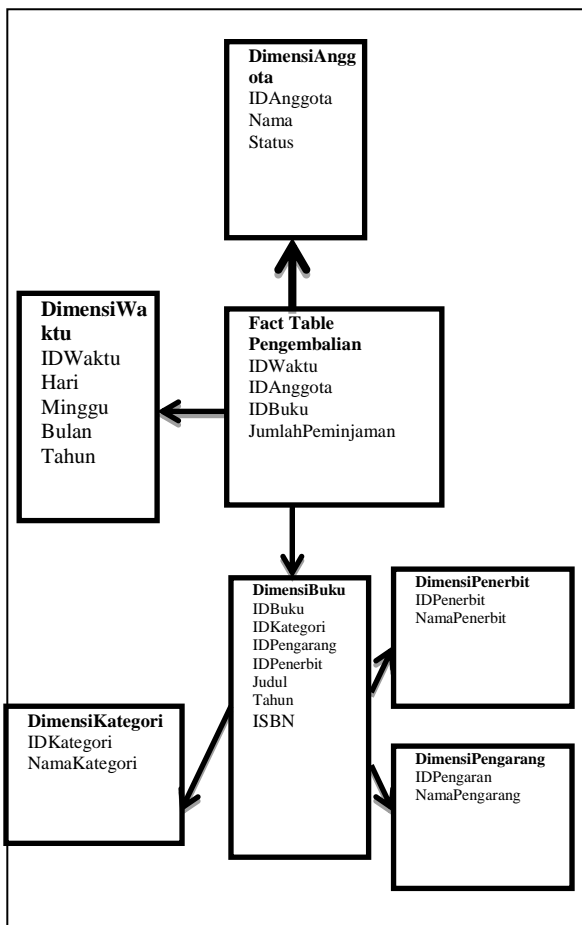 DimensiAngg
ota
IDAnggota
Nama
Status
DimensiWa
ktu
IDWaktu
Hari
Minggu
Bulan
Tahun
Fact Table
Pengembalian
IDWaktu
IDAnggota
IDBuku
JumlahPeminjaman
DimensiBuku
IDBuku
IDKategori
IDPengarang
IDPenerbit
Judul
Tahun
ISBN
DimensiPenerbit
IDPenerbit
NamaPenerbit
DimensiKategori
IDKategori
NamaKategori
DimensiPengarang
IDPengaran
NamaPengarang